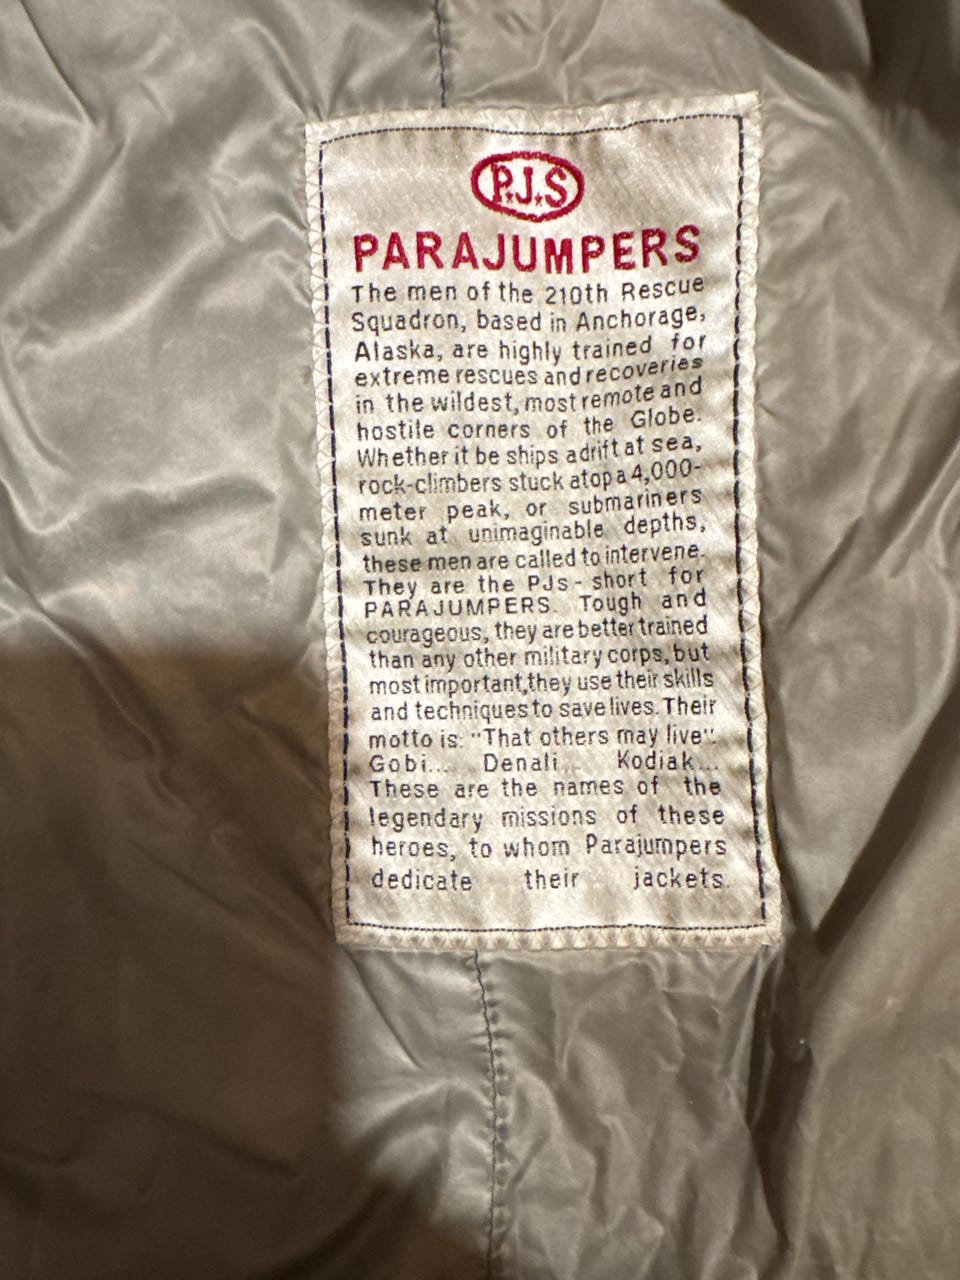 P.J.S
PARAJUMPERS
The men of the 210th Rescue
Squadron, based in Anchorage,
Alaska, are highly trained for
extreme rescues and recoveries
in the wildest, most remote and
hostile corners of the Globe.
Whether it be ships adrift at sea,
rock-climbers stuck atop a 4,000-
meter peak, or submariners
sunk at unimaginable depths,
these men are called to intervene.
They are the PJs - short for
PARAJUMPERS. Tough and
courageous, they are better trained
than any other military corps, but
most important,they use their skills
and techniques to save lives. Their
motto is: "That others may live".
Gobi... Denali... Kodiak...
These are the names of the
legendary missions of these
heroes, to whom Parajumpers
dedicate their jackets.